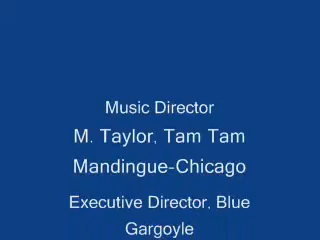 Music Director
M. Taylor, Tam Tam
Mandingue-Chicago
Executive Director, Blue
Gargoyle